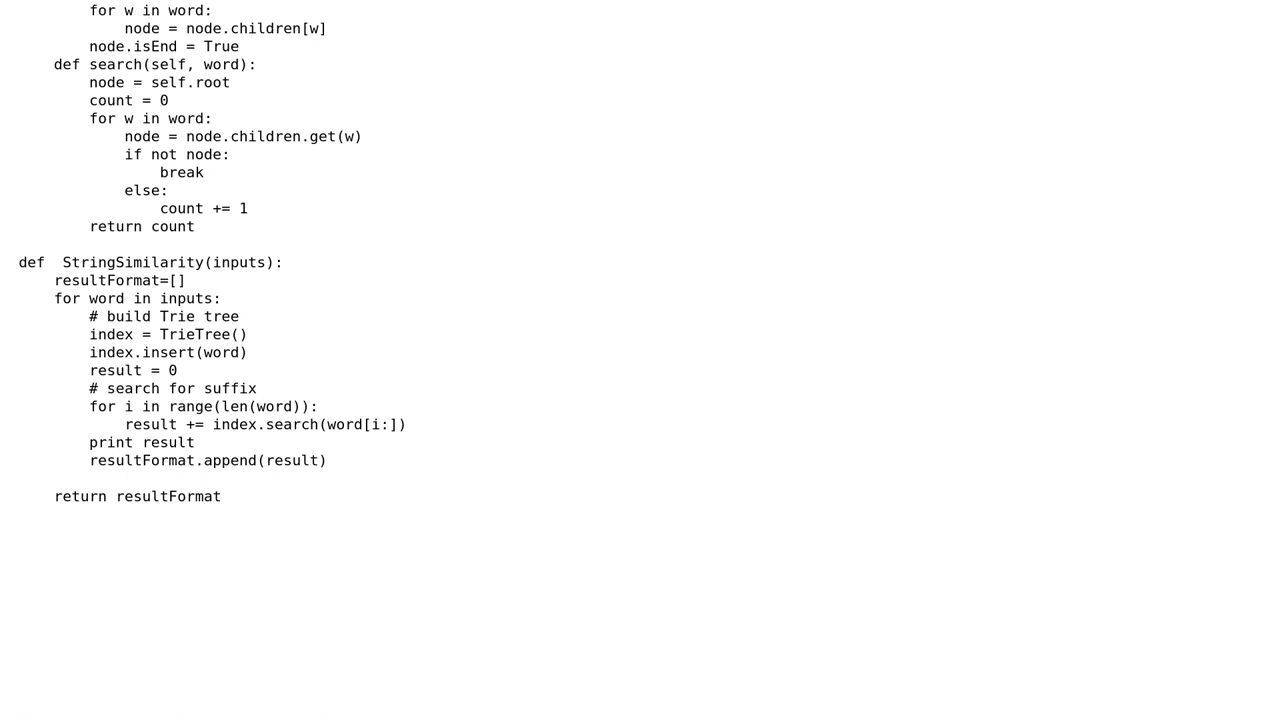 for w in word:
            node = node.children[w]
        node.isEnd = True
    def search(self, word):
        node = self.root
        count = 0
        for w in word:
            node = node.children.get(w)
            if not node:
                break
            else:
                count += 1
        return count

def  StringSimilarity(inputs):
    resultFormat=[]
    for word in inputs:
        # build Trie tree
        index = TrieTree()
        index.insert(word)
        result = 0
        # search for suffix
        for i in range(len(word)):
            result += index.search(word[i:])
        print result
        resultFormat.append(result)

    return resultFormat